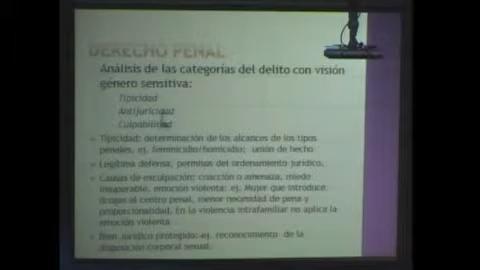 DERECHO PENAL
Análisis de las categorías del delito con visión
género sensitiva:
Tipicidad
Antijuricidad
Culpabilidad
Tipicidad: determinación de los alcances de los tipos
penales, ej. femmicidio/homicidio; unión de hecho
Legítima defensa, permisos del ordenamiento jurídico.
Causas de exculpación: coacción o amenaza, miedo
insuperable, emoción violenta: ej. Mujer que introduce
drogas al centro penal, menor necesidad de pena y
proporcionalidad. En la violencia intrafamiliar no aplica la
emoción violenta
Bien jurídico protegido: ej. reconocimiento de la
disposición corporal sexual.